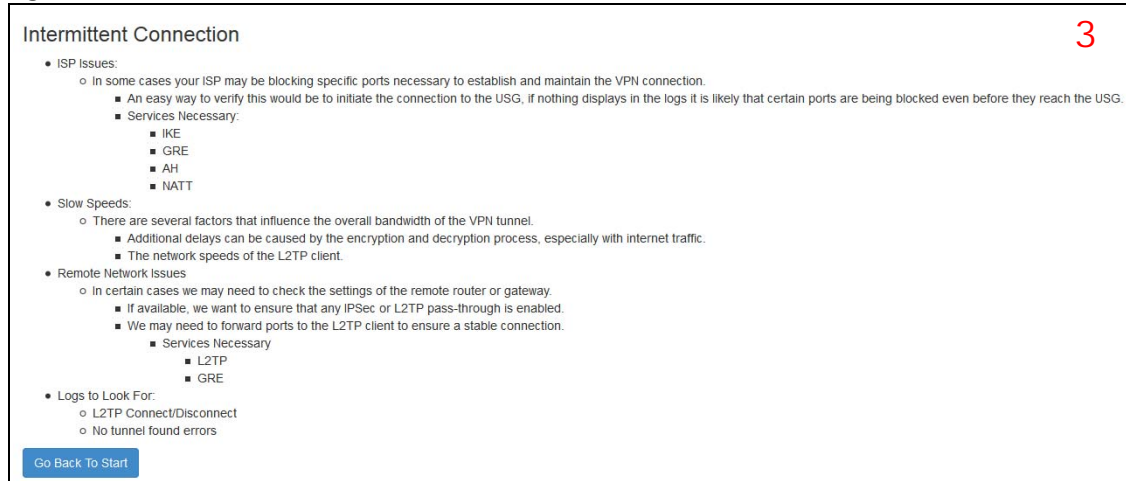 Intermittent Connection
3
• ISP Issues:
○ In some cases your ISP may be blocking specific ports necessary to establish and maintain the VPN connection.
■ An easy way to verify this would be to initiate the connection to the USG, if nothing displays in the logs it is likely that certain ports are being blocked even before they reach the USG.
■ Services Necessary:
■ IKE
■ GRE
■ AH
■ NATT
• Slow Speeds:
○ There are several factors that influence the overall bandwidth of the VPN tunnel.
■ Additional delays can be caused by the encryption and decryption process, especially with internet traffic.
■ The network speeds of the L2TP client.
• Remote Network Issues
○ In certain cases we may need to check the settings of the remote router or gateway.
■ If available, we want to ensure that any IPSec or L2TP pass-through is enabled.
■ We may need to forward ports to the L2TP client to ensure a stable connection.
■ Services Necessary
■ L2TP
■ GRE
• Logs to Look For:
○ L2TP Connect/Disconnect
○ No tunnel found errors
Go Back To Start